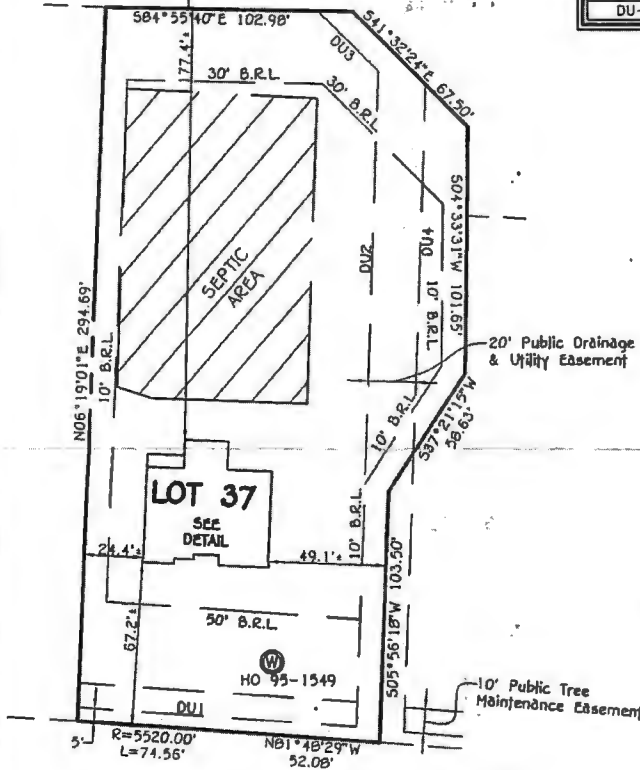 DU-
S84°55'40"E 102.98'
S41°32'24"E 67.50'
177.4'±
DU3
30' B.R.L.
30' B.R.L.
SEPTIC
AREA
DU2
DU4
S04°33'31"W 101.65'
10' B.R.L.
20' Public Drainage
& Utility Easement
N06°19'01"E 294.69'
10' B.R.L.
S37°21'15"W
58.63'
10' B.R.L.
10' B.R.L.
LOT 37
SEE
DETAIL
24.4'±
49.1'±
S05°56'18"W 103.50'
67.2'±
50' B.R.L.
W
HO 95-1549
10' Public Tree
Maintenance Easement
DU1
5'
R=5520.00'
L=74.56'
N81°48'29"W
52.08'